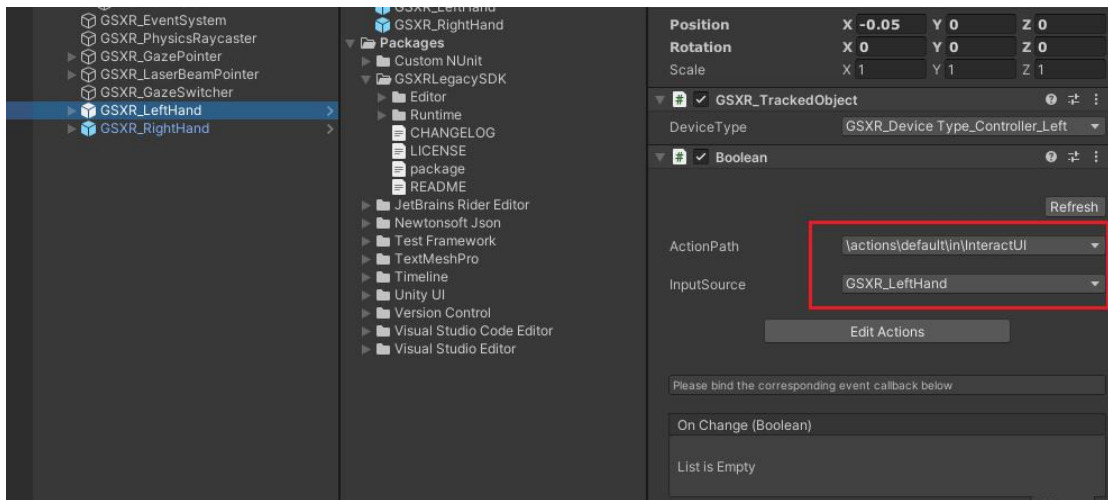 GSXR_EventSystem
GSXR_PhysicsRaycaster
GSXR_GazePointer
GSXR_LaserBeamPointer
GSXR_GazeSwitcher
GSXR_LeftHand
GSXR_RightHand
GSXR_LeftHand
GSXR_RightHand
Packages
Custom NUnit
GSXRLegacySDK
Editor
Runtime
CHANGELOG
LICENSE
package
README
JetBrains Rider Editor
Newtonsoft Json
Test Framework
TextMeshPro
Timeline
Unity UI
Version Control
Visual Studio Code Editor
Visual Studio Editor
Position X -0.05 Y 0 Z 0
Rotation X 0 Y 0 Z 0
Scale X 1 Y 1 Z 1
# GSXR_TrackedObject
DeviceType GSXR_Device Type_Controller_Left
# Boolean
Refresh
ActionPath \actions\default\in\InteractUI
InputSource GSXR_LeftHand
Edit Actions
Please bind the corresponding event callback below
On Change (Boolean)
List is Empty